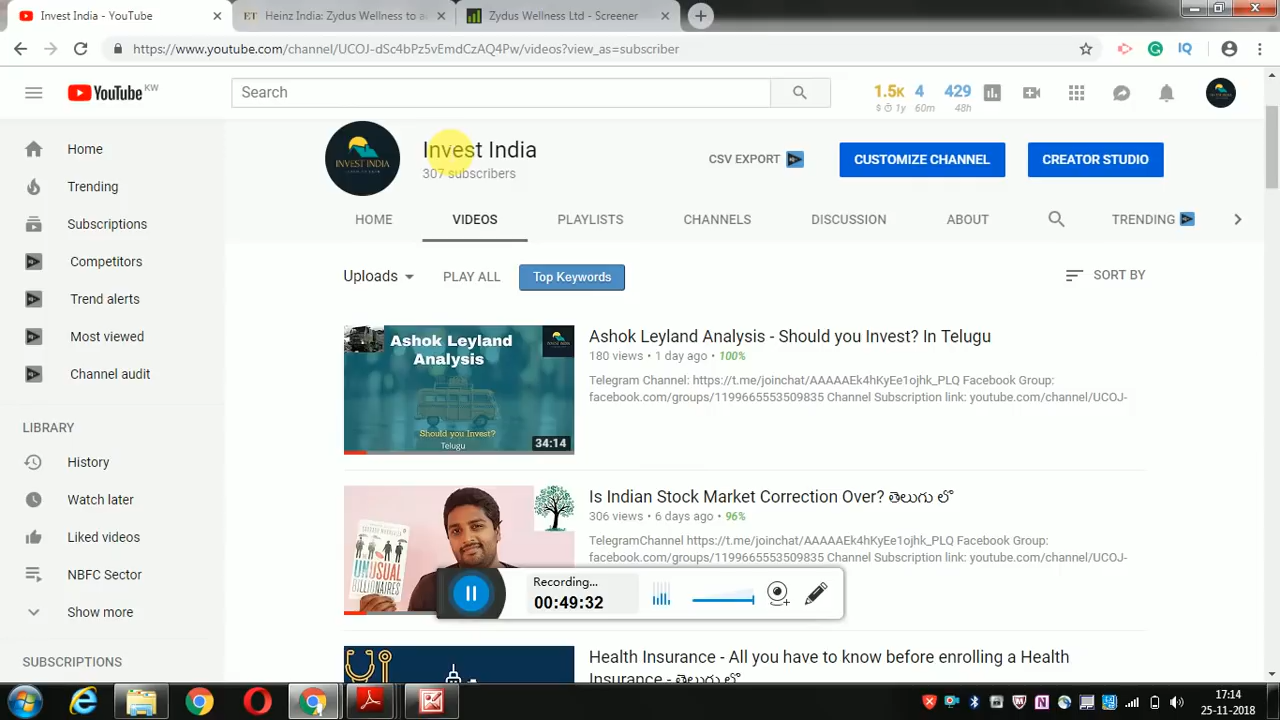 Invest India - YouTube
Heinz India: Zydus Wellness to a
Zydus Wellness Ltd - Screener
https://www.youtube.com/channel/UCOJ-dSc4bPz5vEmdCzAQ4Pw/videos?view_as=subscriber
YouTube KW
Search
1.5K 4 429
1y 60m 48h
INVEST INDIA
Invest India
307 subscribers
CSV EXPORT
CUSTOMIZE CHANNEL
CREATOR STUDIO
HOME
VIDEOS
PLAYLISTS
CHANNELS
DISCUSSION
ABOUT
TRENDING
Home
Trending
Subscriptions
Competitors
Trend alerts
Most viewed
Channel audit
LIBRARY
History
Watch later
Liked videos
NBFC Sector
Show more
SUBSCRIPTIONS
Uploads
PLAY ALL
Top Keywords
SORT BY
Ashok Leyland
Analysis
Should you Invest?
Telugu
34:14
Ashok Leyland Analysis - Should you Invest? In Telugu
180 views • 1 day ago • 100%
Telegram Channel: https://t.me/joinchat/AAAAAEk4hKyEe1ojhk_PLQ Facebook Group:
facebook.com/groups/1199665553509835 Channel Subscription link: youtube.com/channel/UCOJ-
UNUSUAL
BILLIONAIRES
Is Indian Stock Market Correction Over? తెలుగు లో
306 views • 6 days ago • 96%
TelegramChannel https://t.me/joinchat/AAAAAEk4hKyEe1ojhk_PLQ Facebook Group:
facebook.com/groups/1199665553509835 Channel Subscription link: youtube.com/channel/UCOJ-
Recording...
00:49:32
Health Insurance - All you have to know before enrolling a Health
Insurance - తెలుగు లో
17:14
25-11-2018